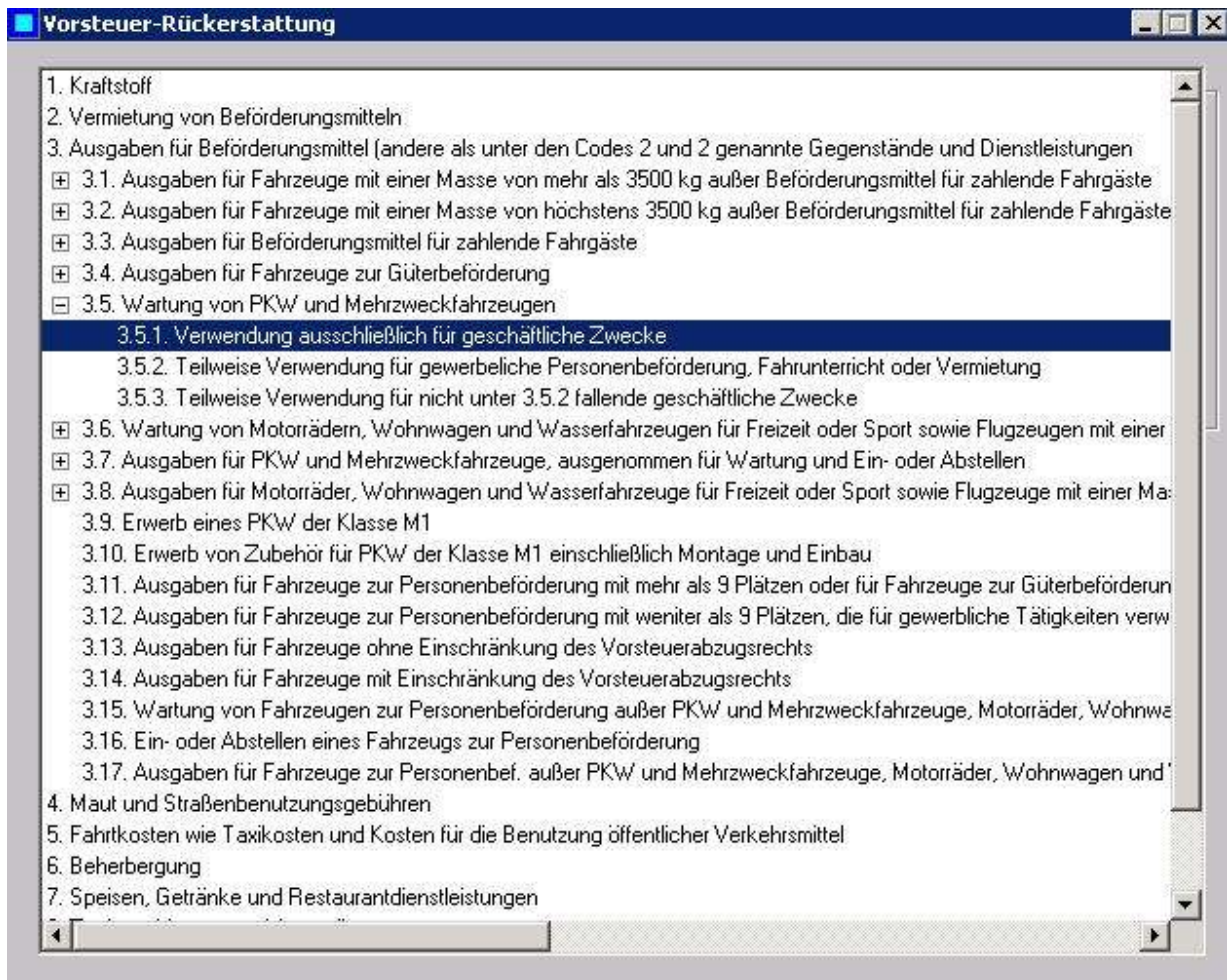 Vorsteuer-Rückerstattung
1. Kraftstoff
2. Vermietung von Beförderungsmitteln
3. Ausgaben für Beförderungsmittel (andere als unter den Codes 2 und 2 genannte Gegenstände und Dienstleistungen
3.1. Ausgaben für Fahrzeuge mit einer Masse von mehr als 3500 kg außer Beförderungsmittel für zahlende Fahrgäste
3.2. Ausgaben für Fahrzeuge mit einer Masse von höchstens 3500 kg außer Beförderungsmittel für zahlende Fahrgäste
3.3. Ausgaben für Beförderungsmittel für zahlende Fahrgäste
3.4. Ausgaben für Fahrzeuge zur Güterbeförderung
3.5. Wartung von PKW und Mehrzweckfahrzeugen
3.5.1. Verwendung ausschließlich für geschäftliche Zwecke
3.5.2. Teilweise Verwendung für gewerbeliche Personenbeförderung, Fahrunterricht oder Vermietung
3.5.3. Teilweise Verwendung für nicht unter 3.5.2 fallende geschäftliche Zwecke
3.6. Wartung von Motorrädern, Wohnwagen und Wasserfahrzeugen für Freizeit oder Sport sowie Flugzeugen mit einer
3.7. Ausgaben für PKW und Mehrzweckfahrzeuge, ausgenommen für Wartung und Ein- oder Abstellen
3.8. Ausgaben für Motorräder, Wohnwagen und Wasserfahrzeuge für Freizeit oder Sport sowie Flugzeuge mit einer Ma
3.9. Erwerb eines PKW der Klasse M1
3.10. Erwerb von Zubehör für PKW der Klasse M1 einschließlich Montage und Einbau
3.11. Ausgaben für Fahrzeuge zur Personenbeförderung mit mehr als 9 Plätzen oder für Fahrzeuge zur Güterbeförderun
3.12. Ausgaben für Fahrzeuge zur Personenbeförderung mit weniter als 9 Plätzen, die für gewerbliche Tätigkeiten verw
3.13. Ausgaben für Fahrzeuge ohne Einschränkung des Vorsteuerabzugsrechts
3.14. Ausgaben für Fahrzeuge mit Einschränkung des Vorsteuerabzugsrechts
3.15. Wartung von Fahrzeugen zur Personenbeförderung außer PKW und Mehrzweckfahrzeuge, Motorräder, Wohnwa
3.16. Ein- oder Abstellen eines Fahrzeugs zur Personenbeförderung
3.17. Ausgaben für Fahrzeuge zur Personenbef. außer PKW und Mehrzweckfahrzeuge, Motorräder, Wohnwagen und
4. Maut und Straßenbenutzungsgebühren
5. Fahrtkosten wie Taxikosten und Kosten für die Benutzung öffentlicher Verkehrsmittel
6. Beherbergung
7. Speisen, Getränke und Restaurantdienstleistungen